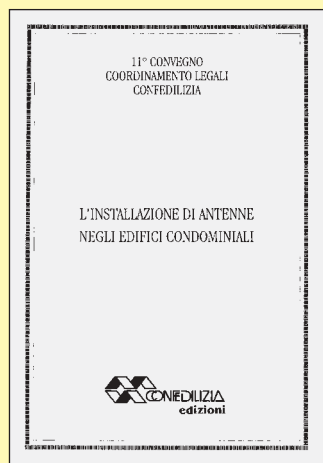 11° CONVEGNO
COORDINAMENTO LEGALI
CONFEDILIZIA
L'INSTALLAZIONE DI ANTENNE
NEGLI EDIFICI CONDOMINIALI
CONFEDILIZIA
edizioni